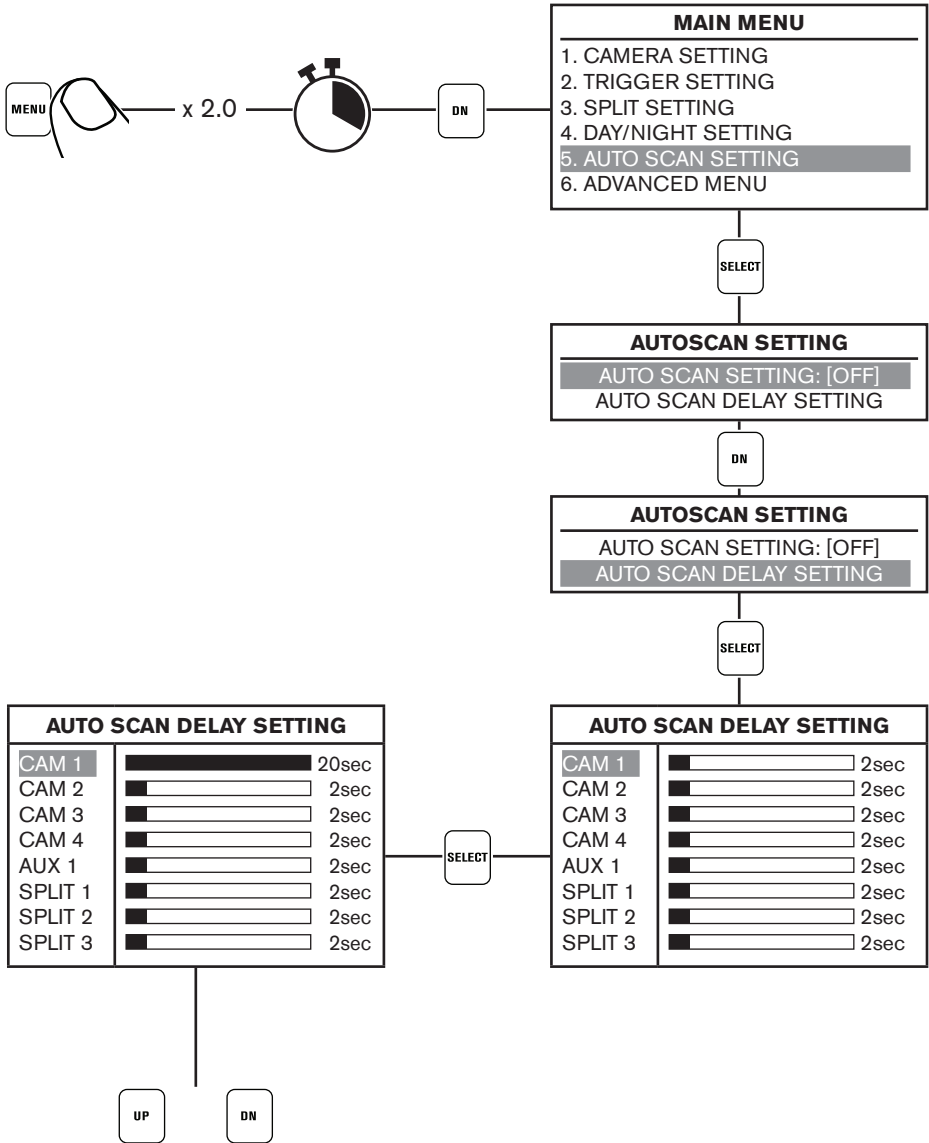 MENU
x 2.0
DN
MAIN MENU
1. CAMERA SETTING
2. TRIGGER SETTING
3. SPLIT SETTING
4. DAY/NIGHT SETTING
5. AUTO SCAN SETTING
6. ADVANCED MENU
SELECT
AUTOSCAN SETTING
AUTO SCAN SETTING: [OFF]
AUTO SCAN DELAY SETTING
DN
AUTOSCAN SETTING
AUTO SCAN SETTING: [OFF]
AUTO SCAN DELAY SETTING
SELECT
AUTO SCAN DELAY SETTING
CAM 1 2sec
CAM 2 2sec
CAM 3 2sec
CAM 4 2sec
AUX 1 2sec
SPLIT 1 2sec
SPLIT 2 2sec
SPLIT 3 2sec
SELECT
AUTO SCAN DELAY SETTING
CAM 1 20sec
CAM 2 2sec
CAM 3 2sec
CAM 4 2sec
AUX 1 2sec
SPLIT 1 2sec
SPLIT 2 2sec
SPLIT 3 2sec
UP
DN